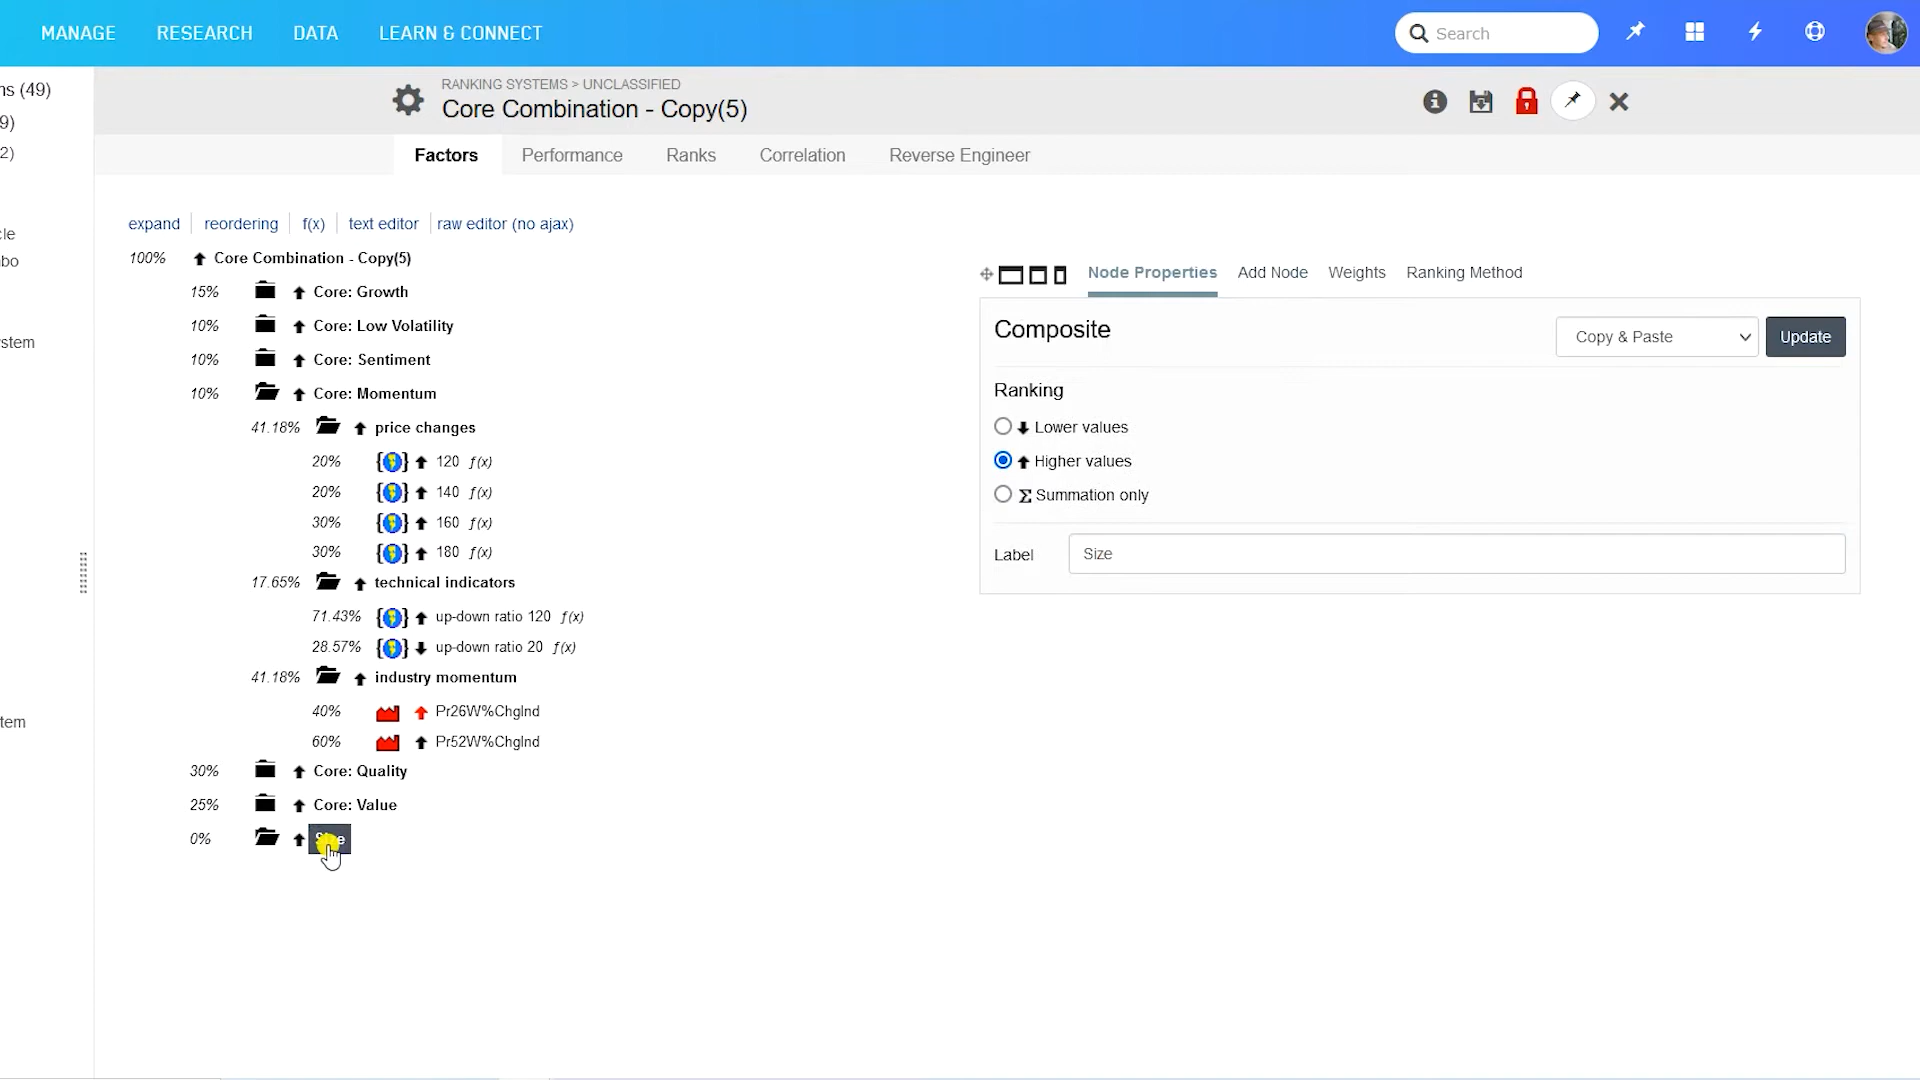 MANAGE RESEARCH DATA LEARN & CONNECT Search
ns (49)
9)
2)
cle
bo
stem
tem
RANKING SYSTEMS > UNCLASSIFIED
Core Combination - Copy(5)
Factors Performance Ranks Correlation Reverse Engineer
expand reordering f(x) text editor raw editor (no ajax)
100% Core Combination - Copy(5)
15% Core: Growth
10% Core: Low Volatility
10% Core: Sentiment
10% Core: Momentum
41.18% price changes
20% 120 f(x)
20% 140 f(x)
30% 160 f(x)
30% 180 f(x)
17.65% technical indicators
71.43% up-down ratio 120 f(x)
28.57% up-down ratio 20 f(x)
41.18% industry momentum
40% Pr26W%ChgInd
60% Pr52W%ChgInd
30% Core: Quality
25% Core: Value
0%
Node Properties Add Node Weights Ranking Method
Composite Copy & Paste Update
Ranking
Lower values
Higher values
Σ Summation only
Label Size